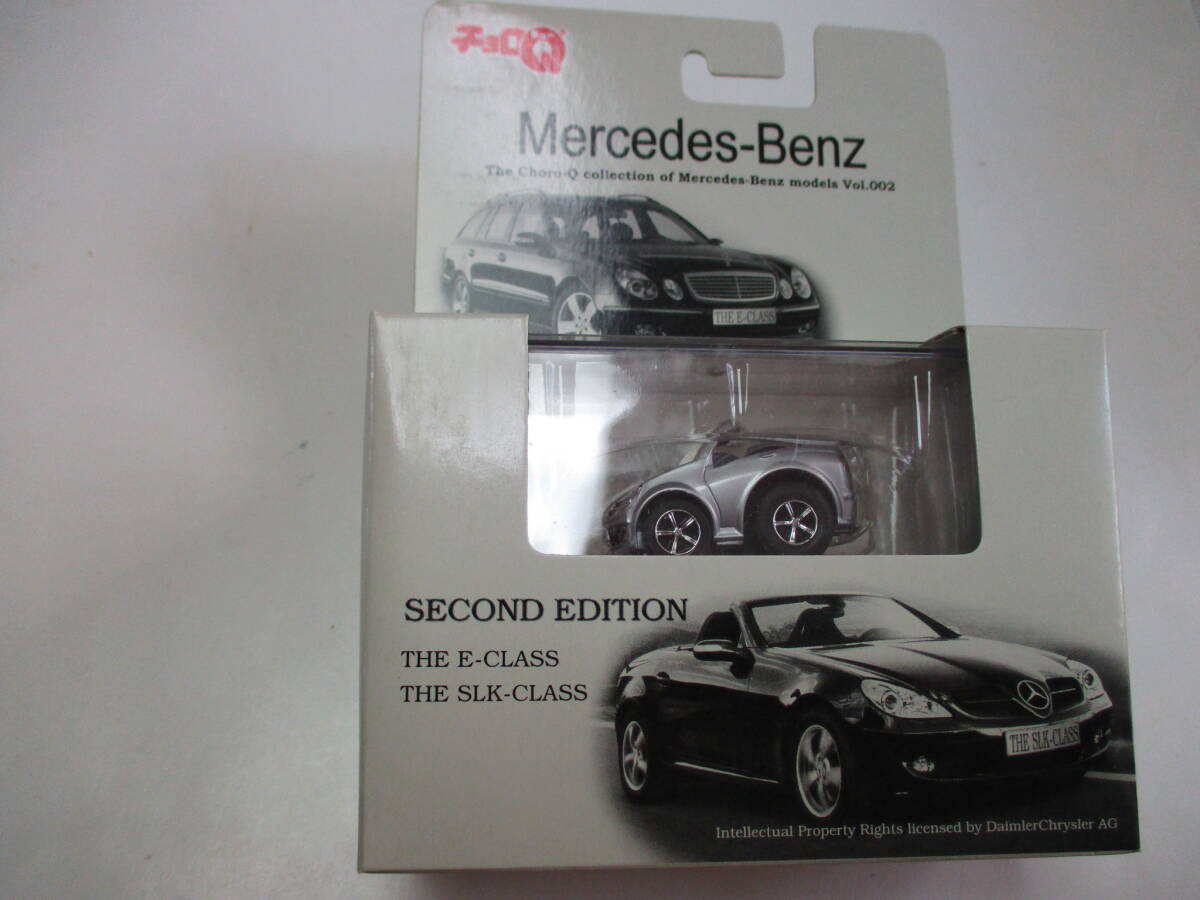 チョロQ
Mercedes-Benz
The Choro-Q collection of Mercedes-Benz models Vol.002
THE E-CLASS
SECOND EDITION
THE E-CLASS
THE SLK-CLASS
THE SLK-CLASS
Intellectual Property Rights licensed by DaimlerChrysler AG